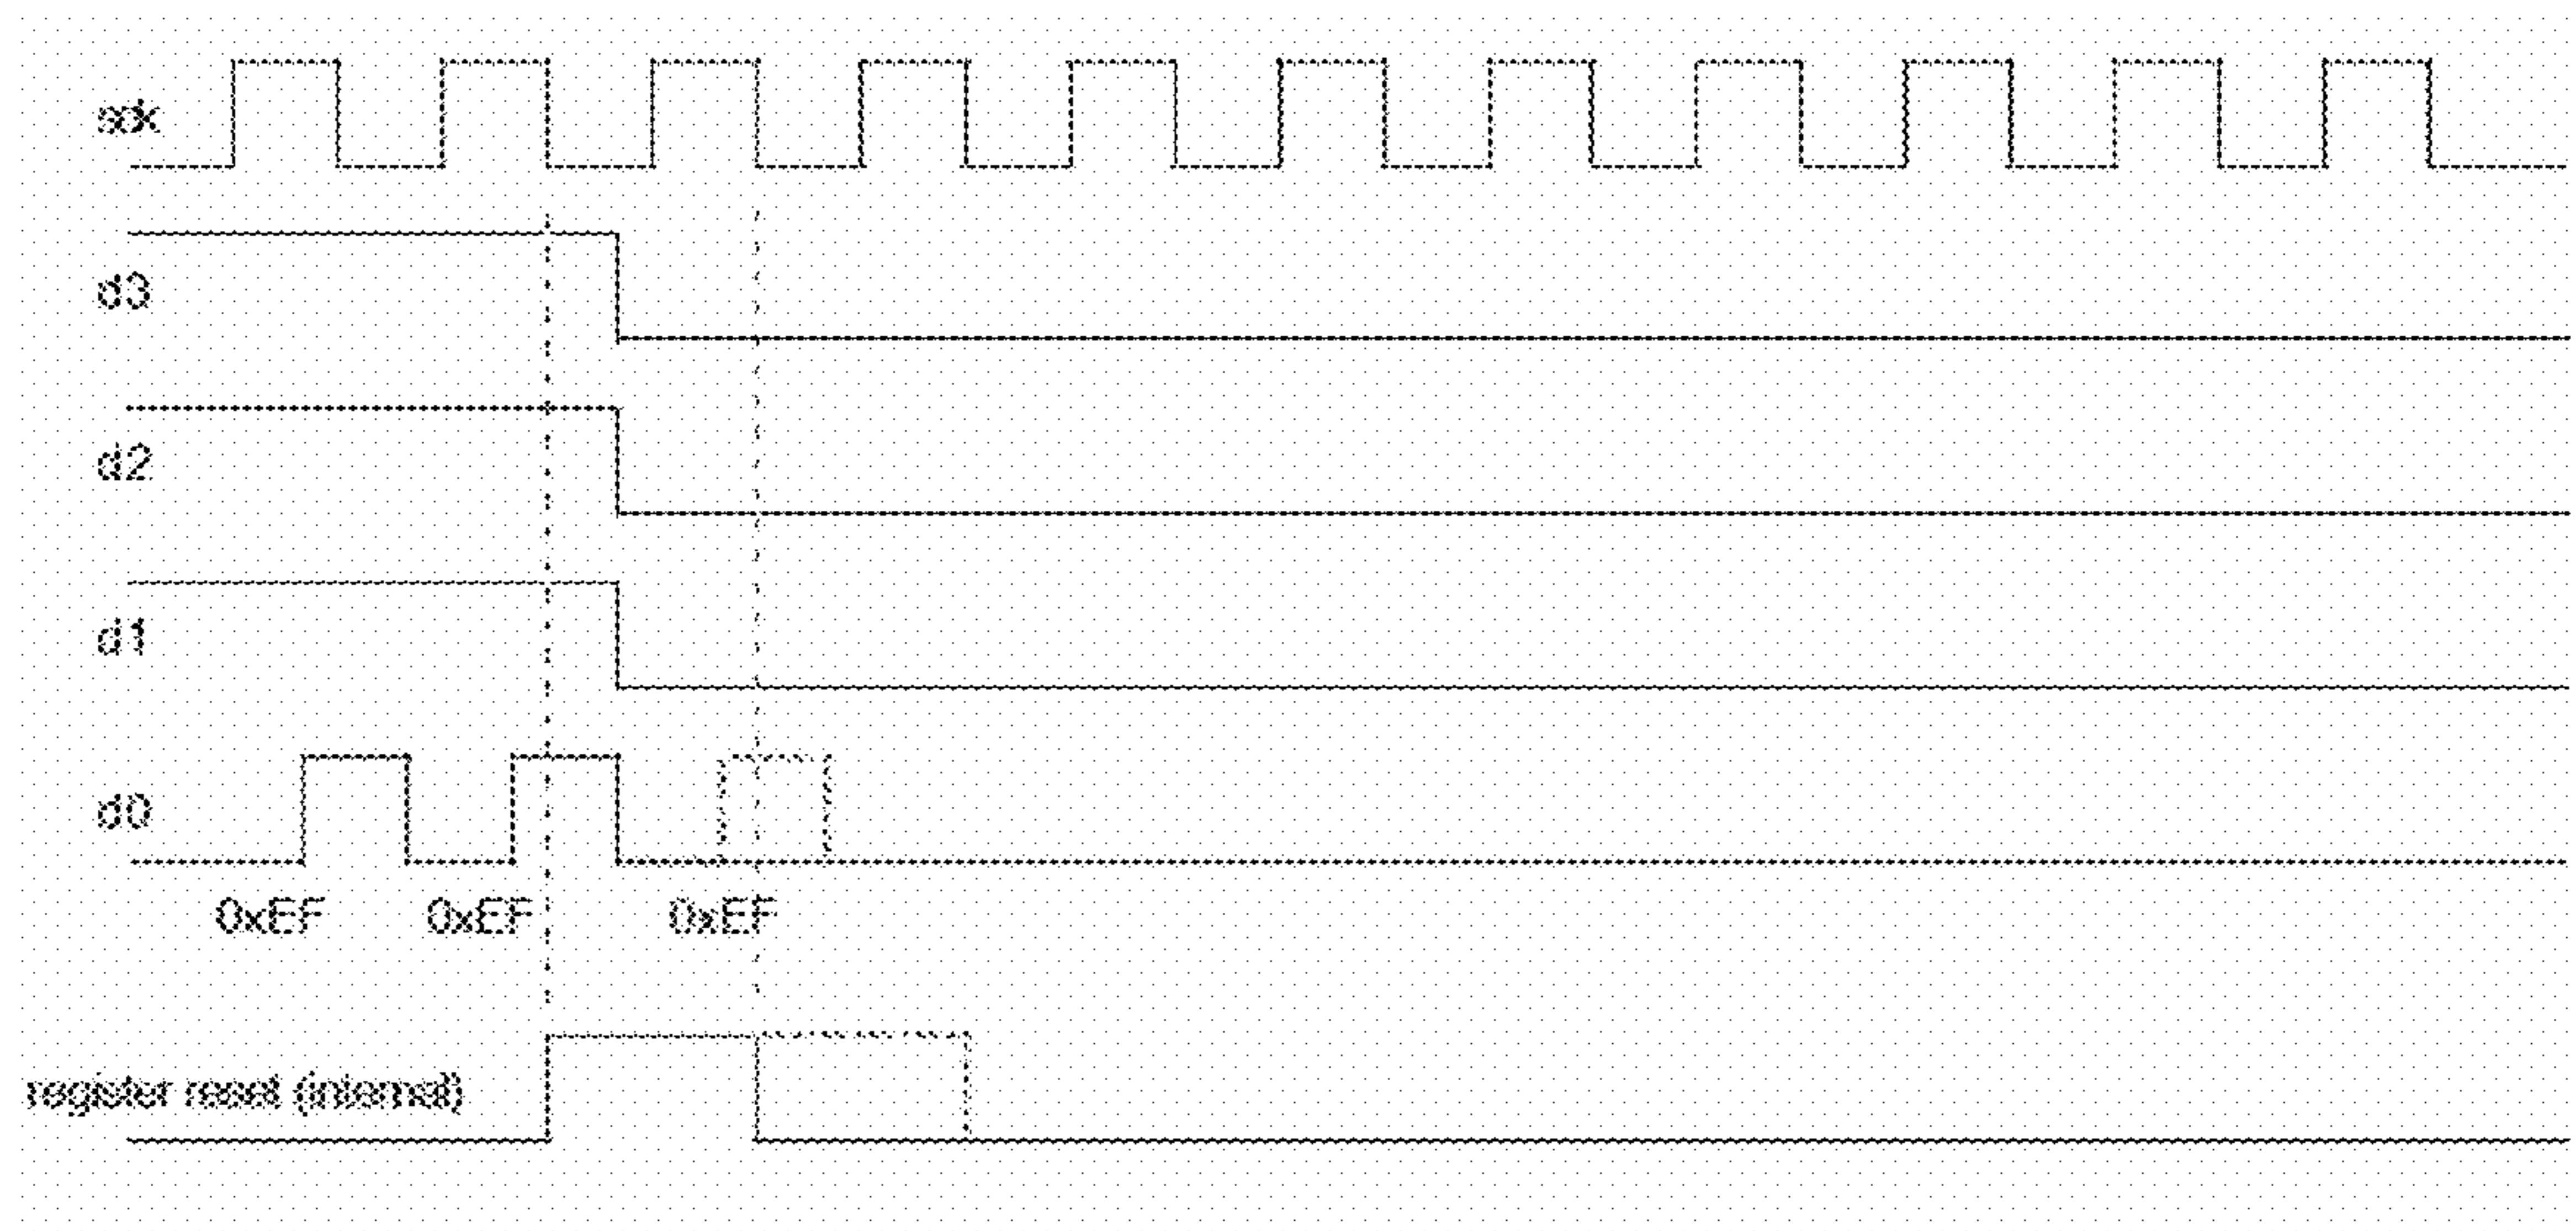 sck
d3
d2
d1
d0
0xEF 0xEF 0xEF
register reset (internal)